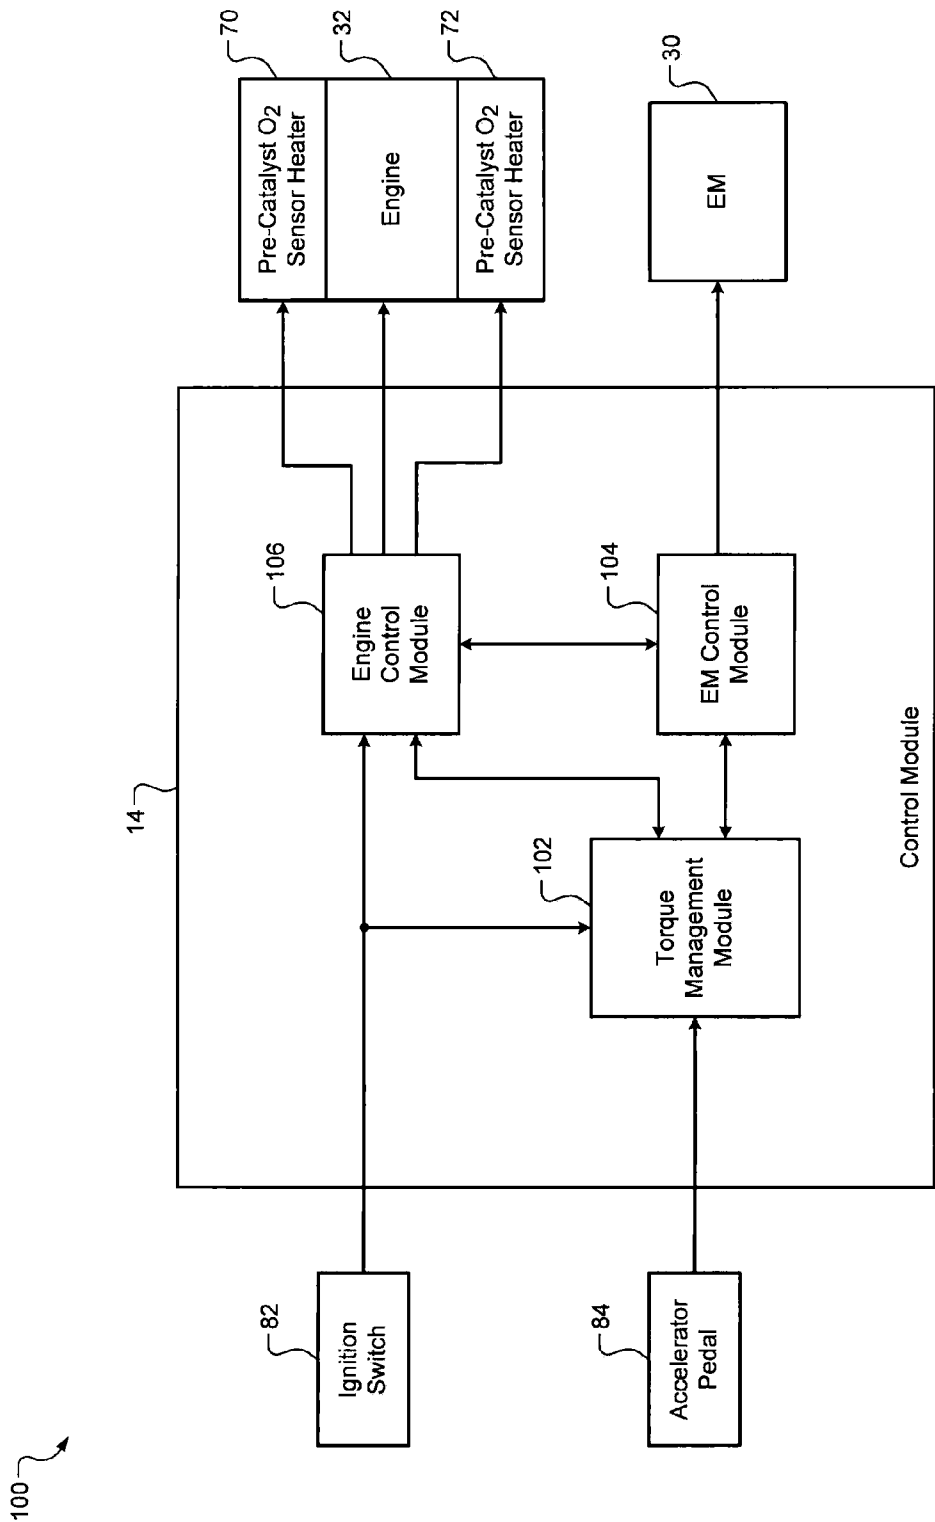 100
82
Ignition
Switch
84
Accelerator
Pedal
14
102
Torque
Management
Module
106
Engine
Control
Module
104
EM Control
Module
Control Module
70
Pre-Catalyst O2
Sensor Heater
32
Engine
72
Pre-Catalyst O2
Sensor Heater
30
EM